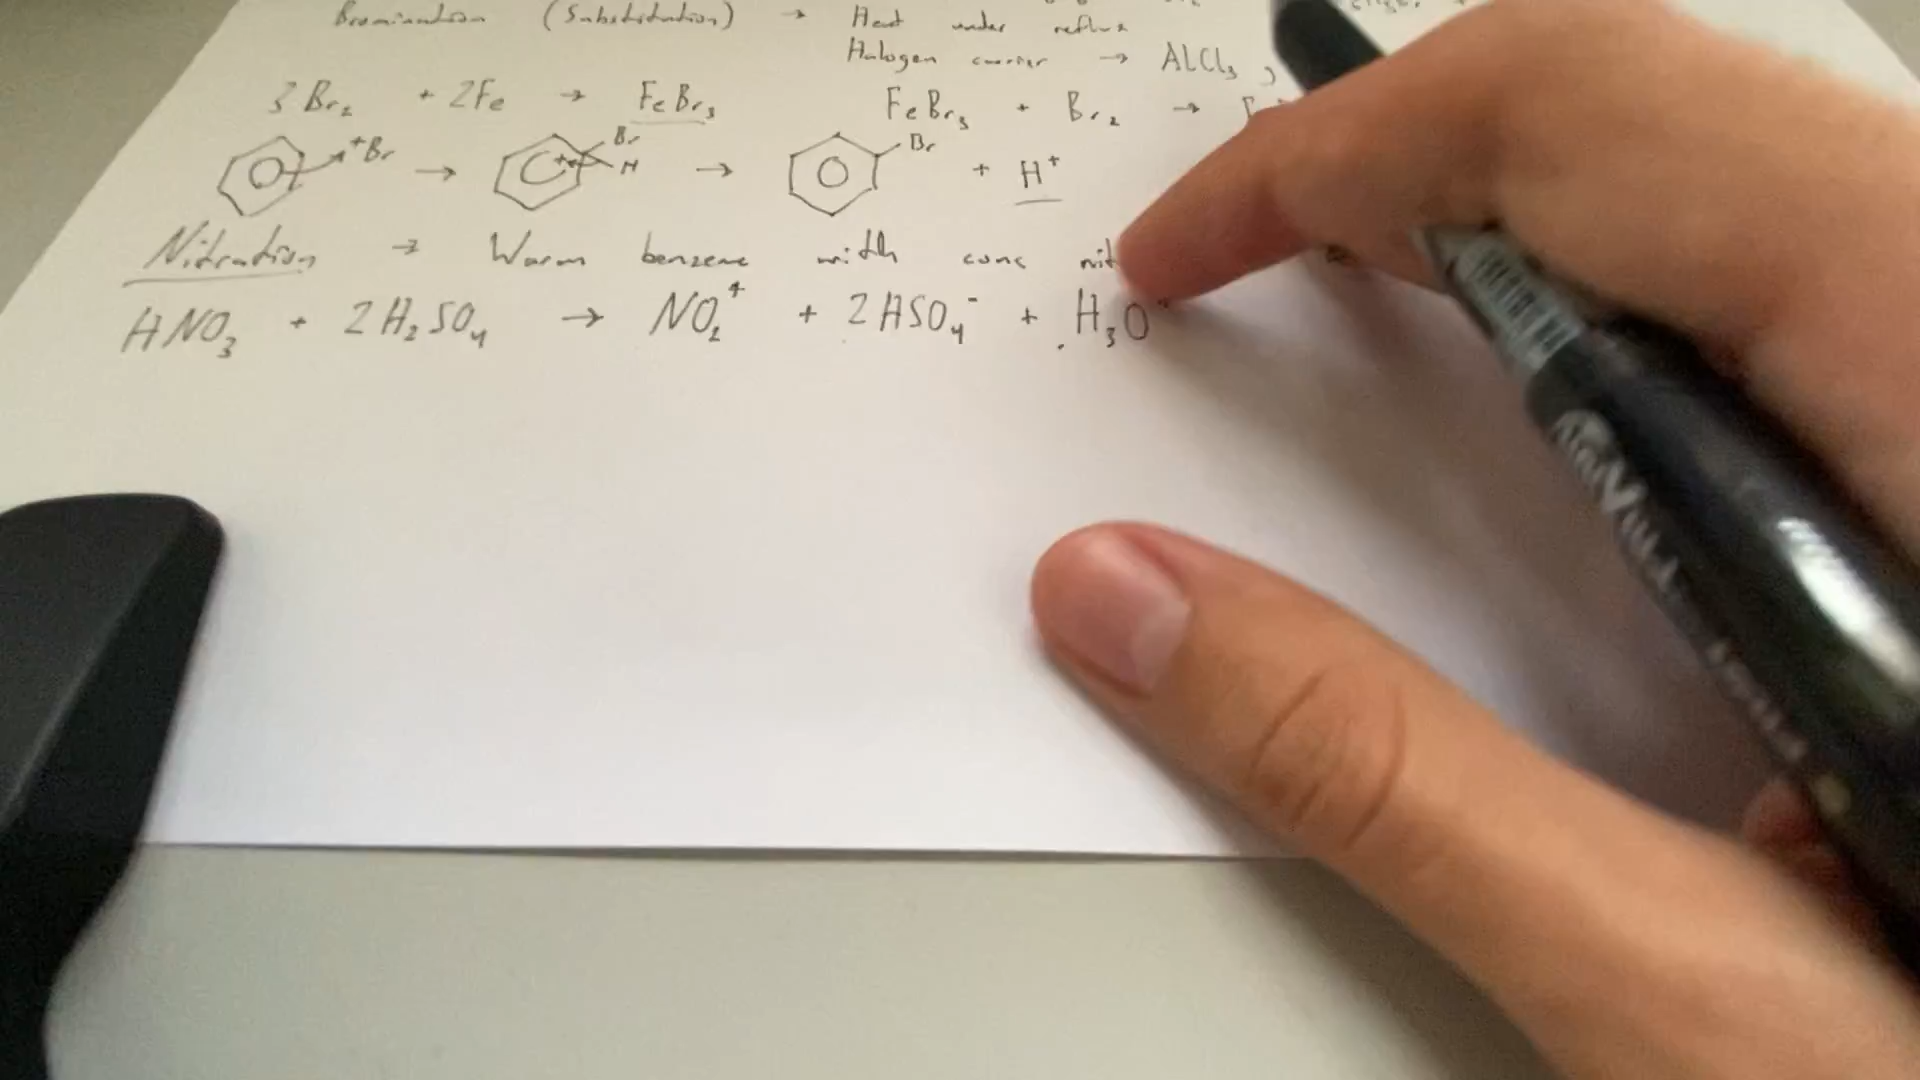 Bromination (Substitution) → Heat under reflux
Halogen carrier → AlCl₃,
3Br₂ + 2Fe → FeBr₃ FeBr₃ + Br₂ →
⁺Br → Br H → Br + H⁺
Nitration → Warm benzene with conc nit
HNO₃ + 2H₂SO₄ → NO₂⁺ + 2HSO₄⁻ + H₃O⁺